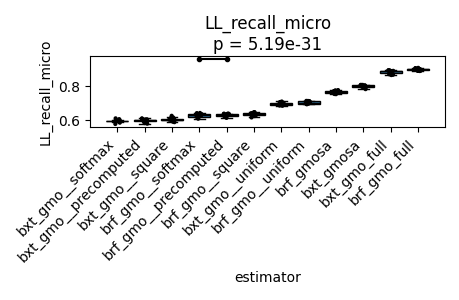 LL_recall_micro
p = 5.19e-31
LL_recall_micro
0.8
0.6
bxt_gmo__softmax
bxt_gmo__precomputed
bxt_gmo__square
brf_gmo__softmax
brf_gmo__precomputed
brf_gmo__square
bxt_gmo__uniform
brf_gmo__uniform
brf_gmosa
bxt_gmosa
bxt_gmo_full
brf_gmo_full
estimator